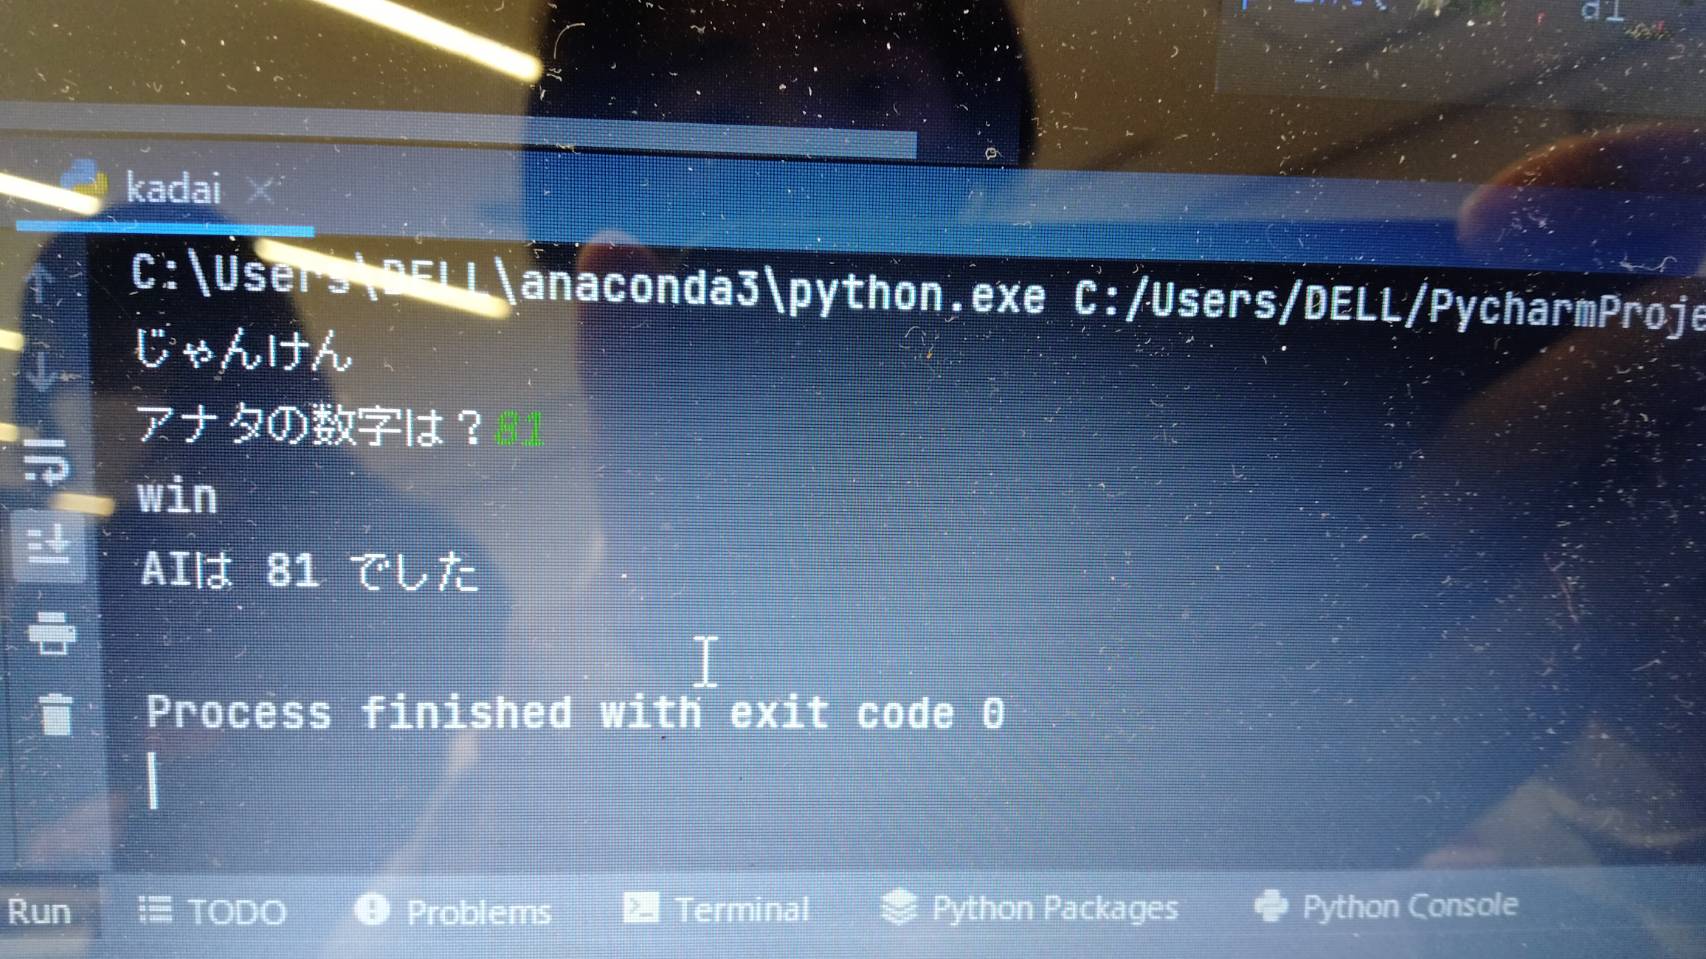 kadai
C:\Users\DELL\anaconda3\python.exe C:/Users/DELL/PycharmProje
じゃんけん
アナタの数字は？81
win
AIは 81 でした
Process finished with exit code 0
Run TODO Problems Terminal Python Packages Python Console